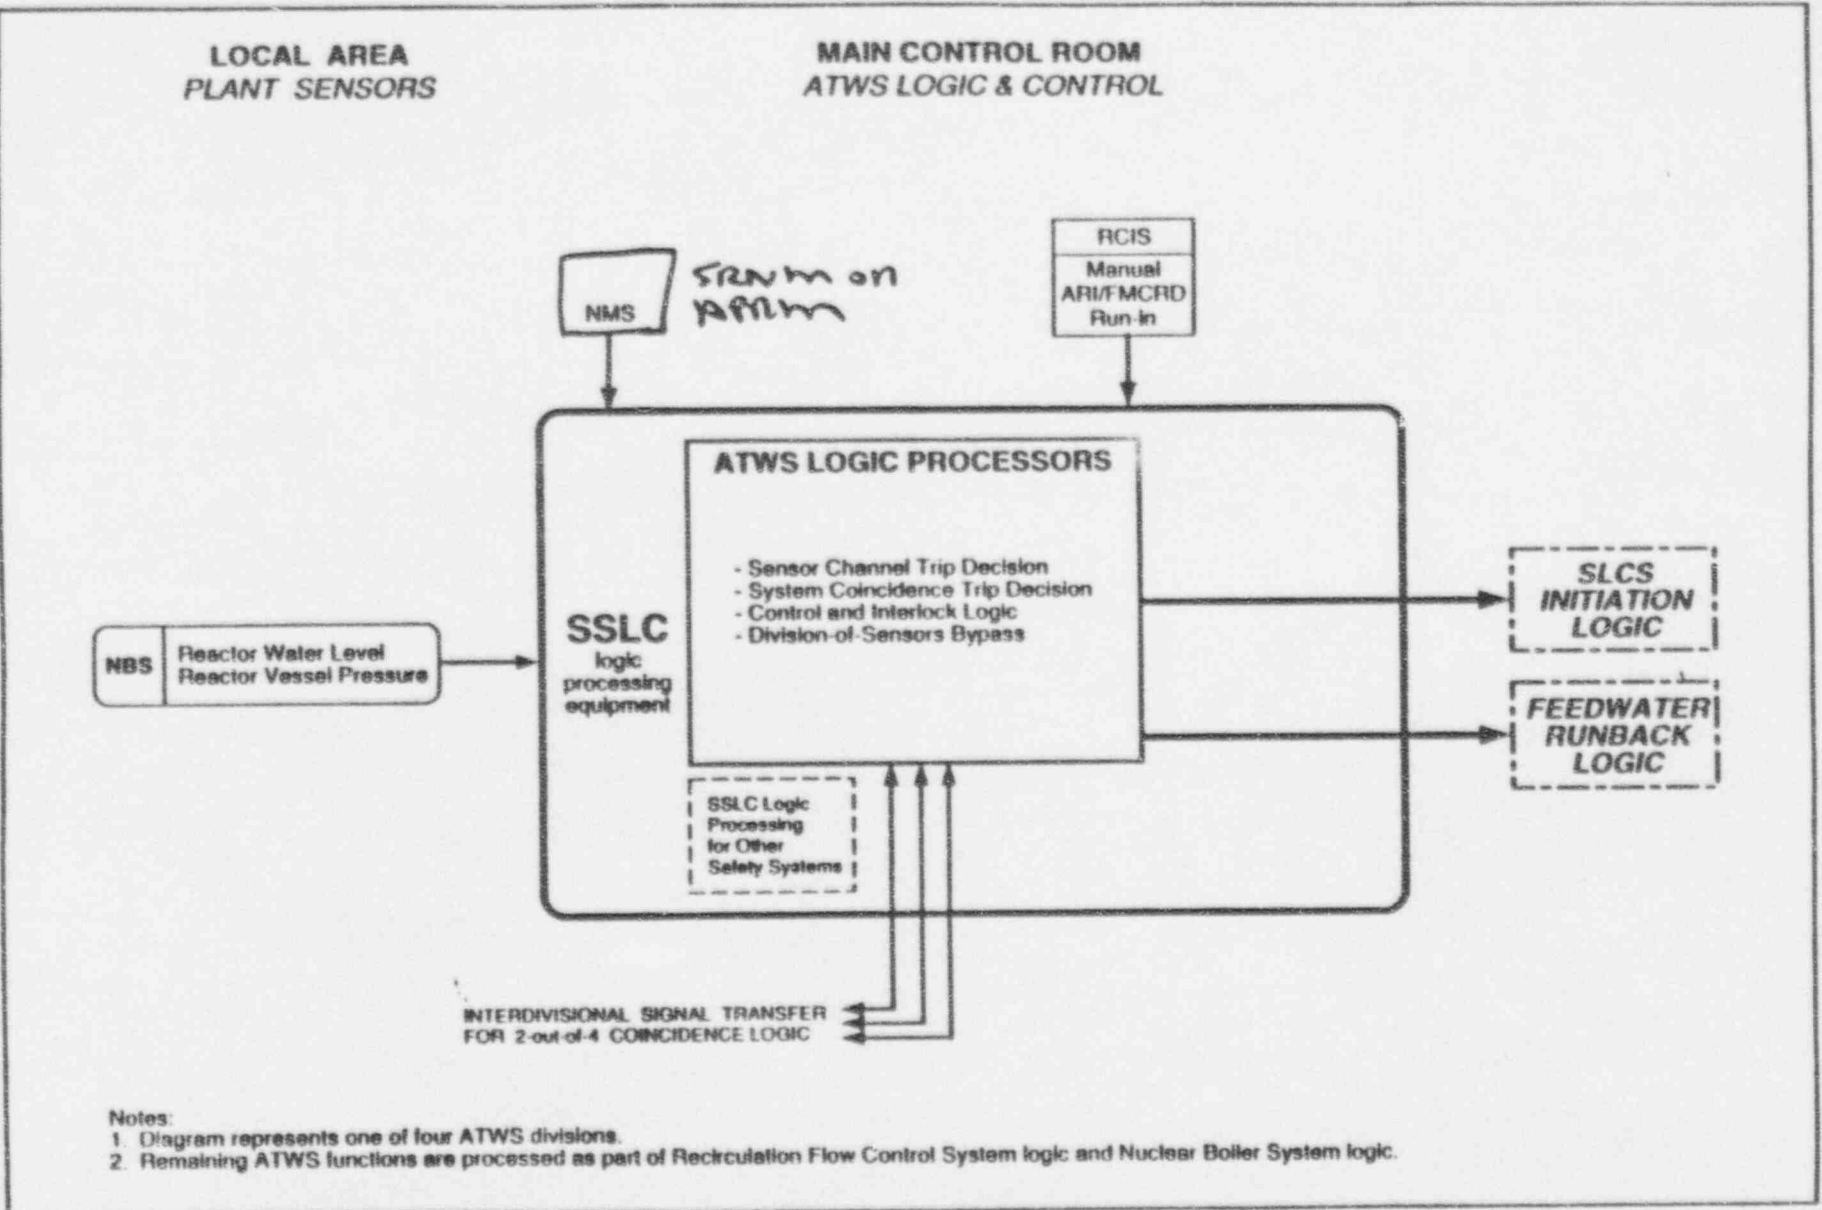 LOCAL AREA
PLANT SENSORS
MAIN CONTROL ROOM
ATWS LOGIC & CONTROL
NMS
SRNM on
APRM
RCIS
Manual
ARI/FMCRD
Run-in
ATWS LOGIC PROCESSORS
- Sensor Channel Trip Decision
- System Coincidence Trip Decision
- Control and Interlock Logic
- Division-of-Sensors Bypass
SSLC
logic
processing
equipment
NBS
Reactor Water Level
Reactor Vessel Pressure
SLCS
INITIATION
LOGIC
FEEDWATER
RUNBACK
LOGIC
SSLC Logic
Processing
for Other
Safety Systems
INTERDIVISIONAL SIGNAL TRANSFER
FOR 2-out-of-4 COINCIDENCE LOGIC
Notes:
1. Diagram represents one of four ATWS divisions.
2. Remaining ATWS functions are processed as part of Recirculation Flow Control System logic and Nuclear Boiler System logic.